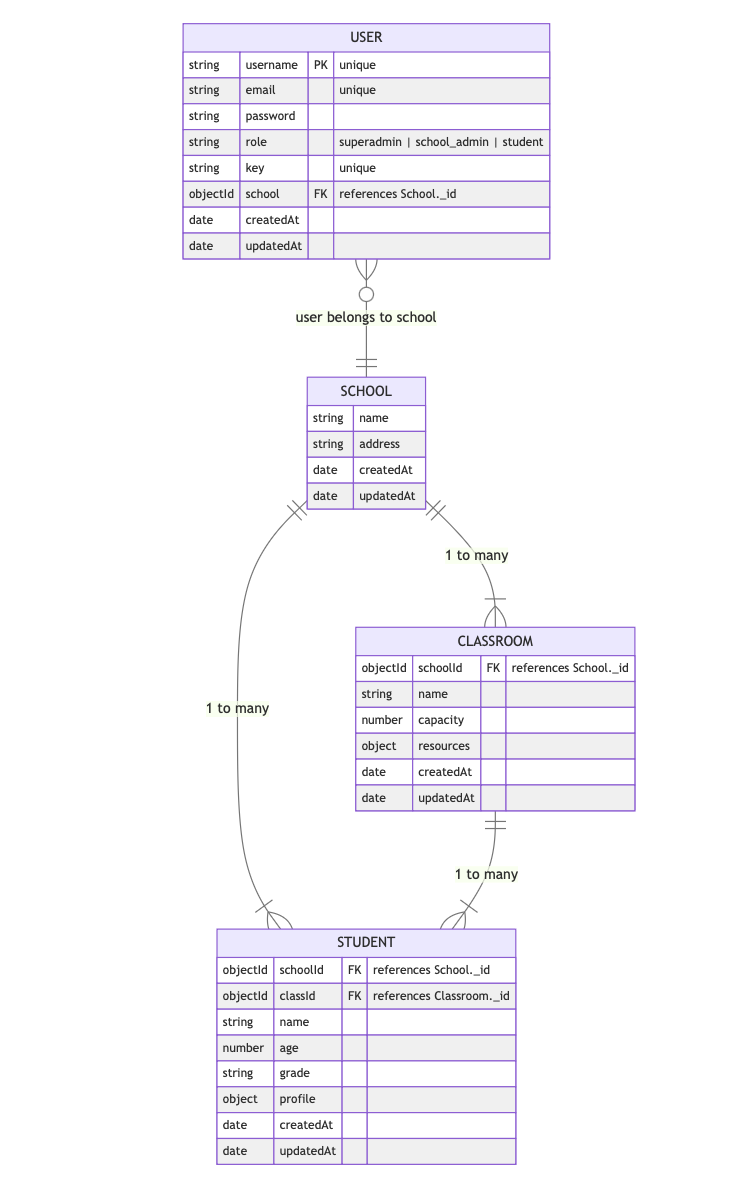 USER
string username PK unique
string email unique
string password
string role superadmin | school_admin | student
string key unique
objectId school FK references School._id
date createdAt
date updatedAt
user belongs to school
SCHOOL
string name
string address
date createdAt
date updatedAt
1 to many
CLASSROOM
objectId schoolId FK references School._id
string name
number capacity
object resources
date createdAt
date updatedAt
1 to many
1 to many
STUDENT
objectId schoolId FK references School._id
objectId classId FK references Classroom._id
string name
number age
string grade
object profile
date createdAt
date updatedAt